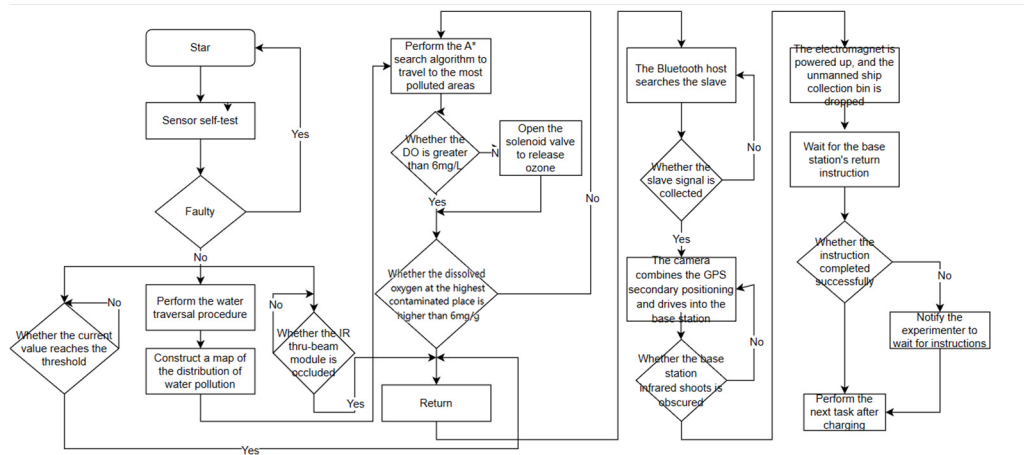 Star
Sensor self-test
Yes
Faulty
No
No
Whether the current
value reaches the
threshold
Perform the water
traversal procedure
Construct a map of
the distribution of
water pollution
No
Whether the IR
thru-beam
module is
occluded
Yes
Yes
Perform the A*
search algorithm to
travel to the most
polluted areas
Whether the
DO is greater
than 6mg/L
N
Open the
solenoid valve
to release
ozone
Yes
No
Whether the dissolved
oxygen at the highest
contaminated place is
higher than 6mg/g
Return
The Bluetooth host
searches the slave
No
Whether the
slave signal is
collected
Yes
The camera
combines the GPS
secondary positioning
and drives into the
base station
No
Whether the base
station
infrared shoots is
obscured
The electromagnet is
powered up, and the
unmanned ship
collection bin is
dropped
Wait for the base
station's return
instruction
Whether the
instruction
completed
successfully
No
Notify the
experimenter to
wait for instructions
Perform the
next task after
charging